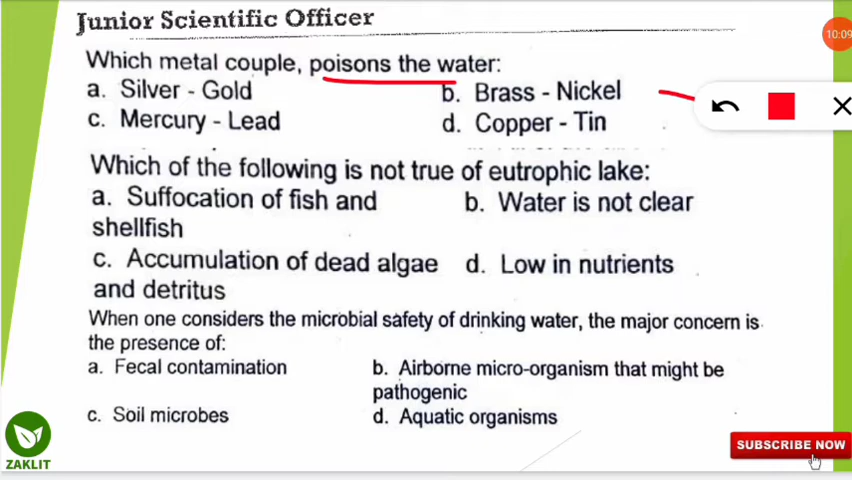 Junior Scientific Officer
10:09
Which metal couple, poisons the water:
a. Silver - Gold b. Brass - Nickel
c. Mercury - Lead d. Copper - Tin
Which of the following is not true of eutrophic lake:
a. Suffocation of fish and b. Water is not clear
shellfish
c. Accumulation of dead algae d. Low in nutrients
and detritus
When one considers the microbial safety of drinking water, the major concern is
the presence of:
a. Fecal contamination b. Airborne micro-organism that might be
pathogenic
c. Soil microbes d. Aquatic organisms
ZAKLIT
SUBSCRIBE NOW